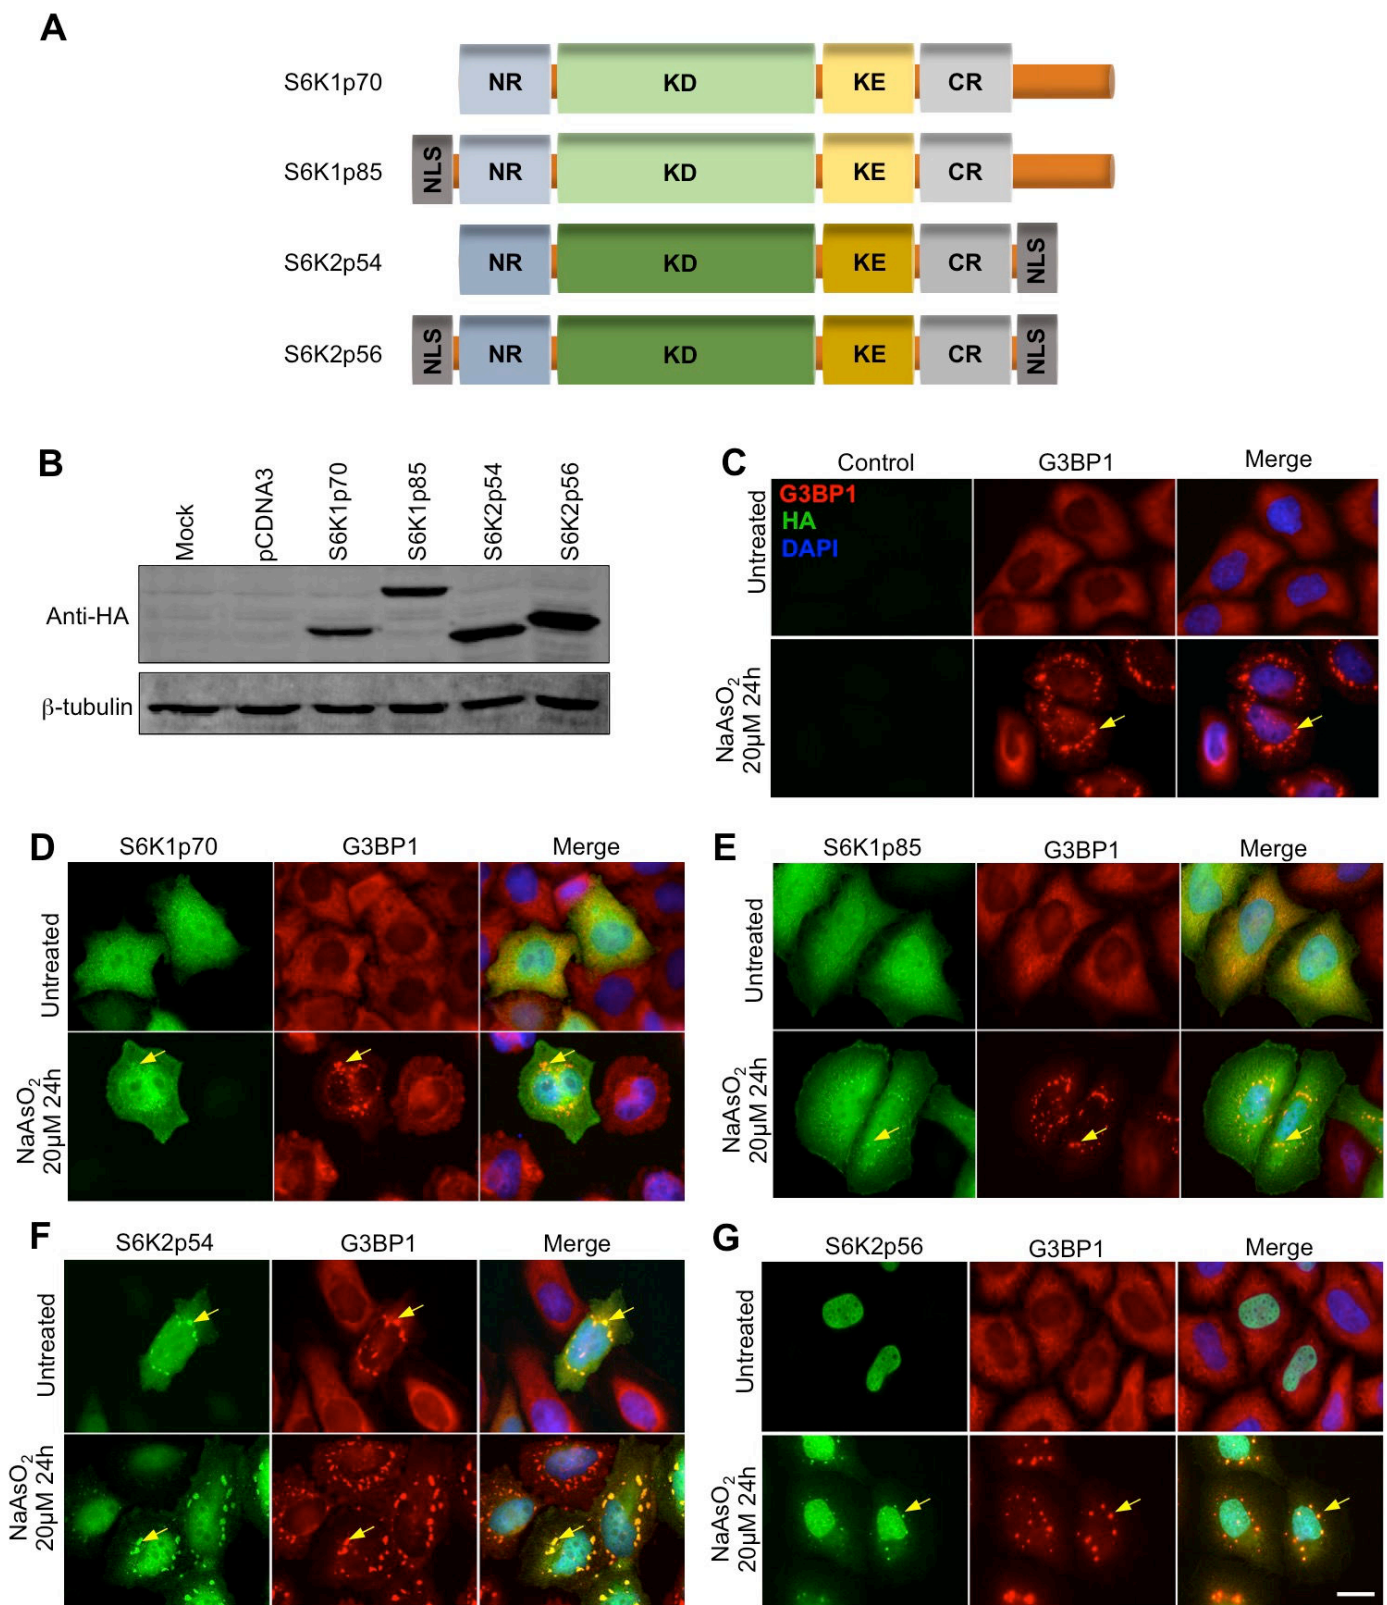 A
S6K1p70 NR KD KE CR
S6K1p85 NLS NR KD KE CR
S6K2p54 NR KD KE CR NLS
S6K2p56 NLS NR KD KE CR NLS
B
Mock pCDNA3 S6K1p70 S6K1p85 S6K2p54 S6K2p56
Anti-HA
β-tubulin
C
Control G3BP1 Merge
Untreated
G3BP1
HA
DAPI
NaAsO₂
20μM 24h
D
S6K1p70 G3BP1 Merge
Untreated
NaAsO₂
20μM 24h
E
S6K1p85 G3BP1 Merge
Untreated
NaAsO₂
20μM 24h
F
S6K2p54 G3BP1 Merge
Untreated
NaAsO₂
20μM 24h
G
S6K2p56 G3BP1 Merge
Untreated
NaAsO₂
20μM 24h